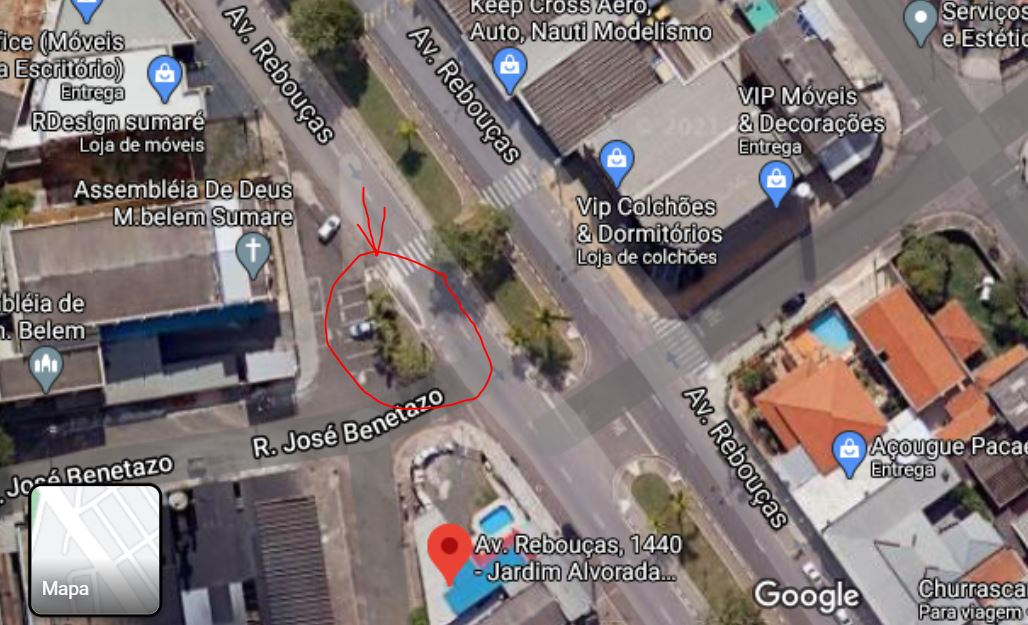 Keep Cross Aero,
Auto, Nauti Modelismo
Serviços
e Estétic
Av. Rebouças
Av. Rebouças
fice (Móveis
a Escritório)
Entrega
RDesign sumaré
Loja de móveis
VIP Móveis
& Decorações
Entrega
Assembléia De Deus
M.belem Sumare
Vip Colchões
& Dormitórios
Loja de colchões
bléia de
n. Belem
R. José Benetazo
Av. Rebouças
Açougue Pacae
Entrega
. José Benetazo
Av. Rebouças, 1440
- Jardim Alvorada...
Mapa
Google
Churrasca
Para viagem